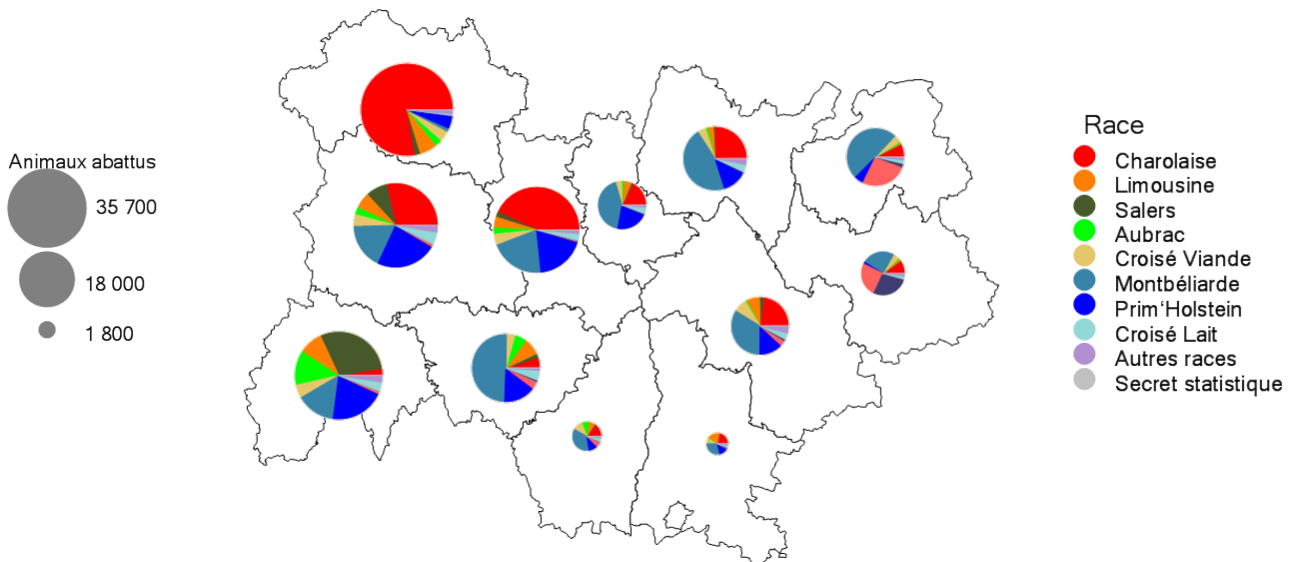 Animaux abattus
35 700
18 000
1 800
Race
Charolaise
Limousine
Salers
Aubrac
Croisé Viande
Montbéliarde
Prim'Holstein
Croisé Lait
Autres races
Secret statistique